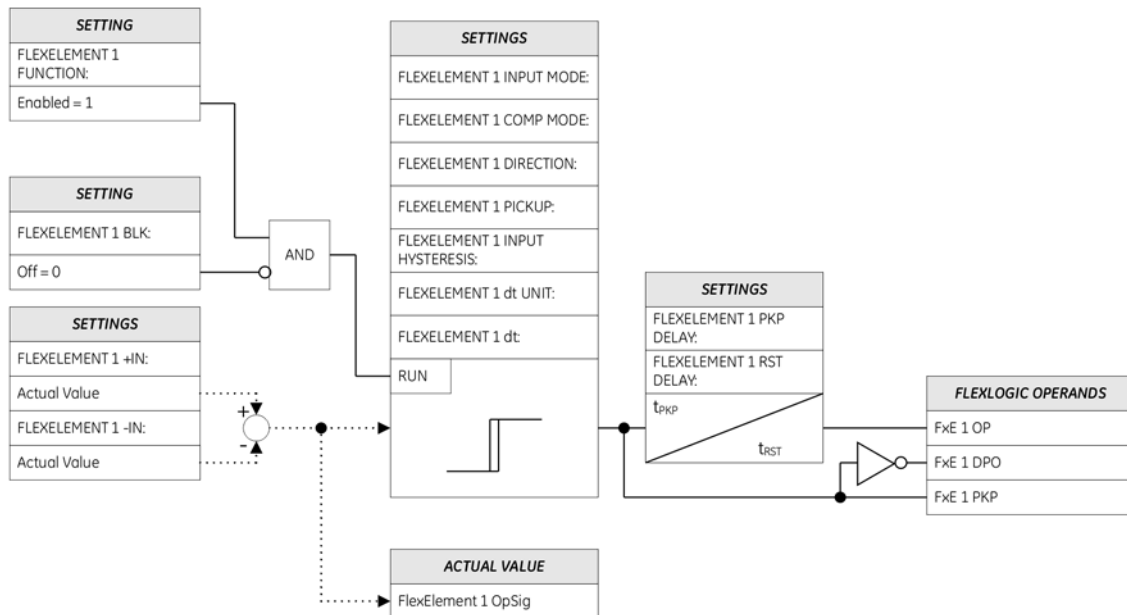 SETTING
FLEXELEMENT 1
FUNCTION:
Enabled = 1
SETTING
FLEXELEMENT 1 BLK:
Off = 0
SETTINGS
FLEXELEMENT 1 +IN:
Actual Value
FLEXELEMENT 1 -IN:
Actual Value
+
-
AND
SETTINGS
FLEXELEMENT 1 INPUT MODE:
FLEXELEMENT 1 COMP MODE:
FLEXELEMENT 1 DIRECTION:
FLEXELEMENT 1 PICKUP:
FLEXELEMENT 1 INPUT
HYSTERESIS:
FLEXELEMENT 1 dt UNIT:
FLEXELEMENT 1 dt:
RUN
ACTUAL VALUE
FlexElement 1 OpSig
SETTINGS
FLEXELEMENT 1 PKP
DELAY:
FLEXELEMENT 1 RST
DELAY:
tPKP
tRST
FLEXLOGIC OPERANDS
FxE 1 OP
FxE 1 DPO
FxE 1 PKP